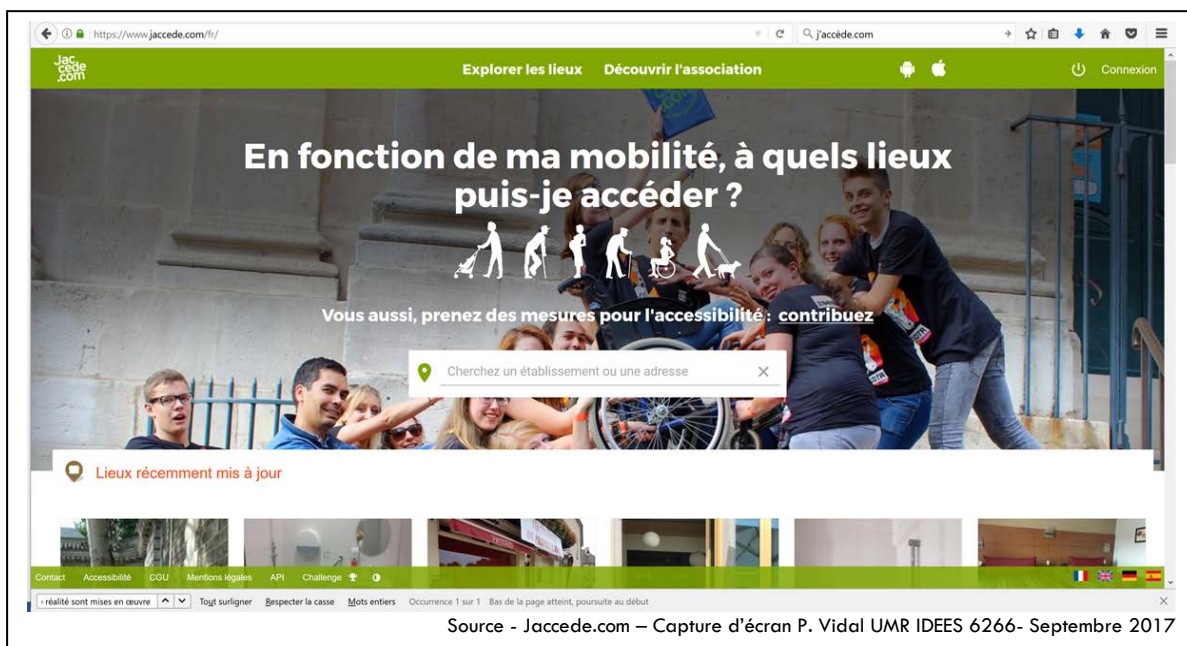 https://www.jaccede.com/fr/
j'accède.com
Jac
cede
.com
Explorer les lieux Découvrir l'association
Connexion
En fonction de ma mobilité, à quels lieux
puis-je accéder ?
Vous aussi, prenez des mesures pour l'accessibilité : contribuez
Cherchez un établissement ou une adresse
Lieux récemment mis à jour
Contact Accessibilité CGU Mentions légales API Challenge
réalité sont mises en œuvre Tout surligner Respecter la casse Mots entiers Occurrence 1 sur 1 Bas de la page atteint, poursuite au début
Source - Jaccede.com – Capture d'écran P. Vidal UMR IDEES 6266- Septembre 2017